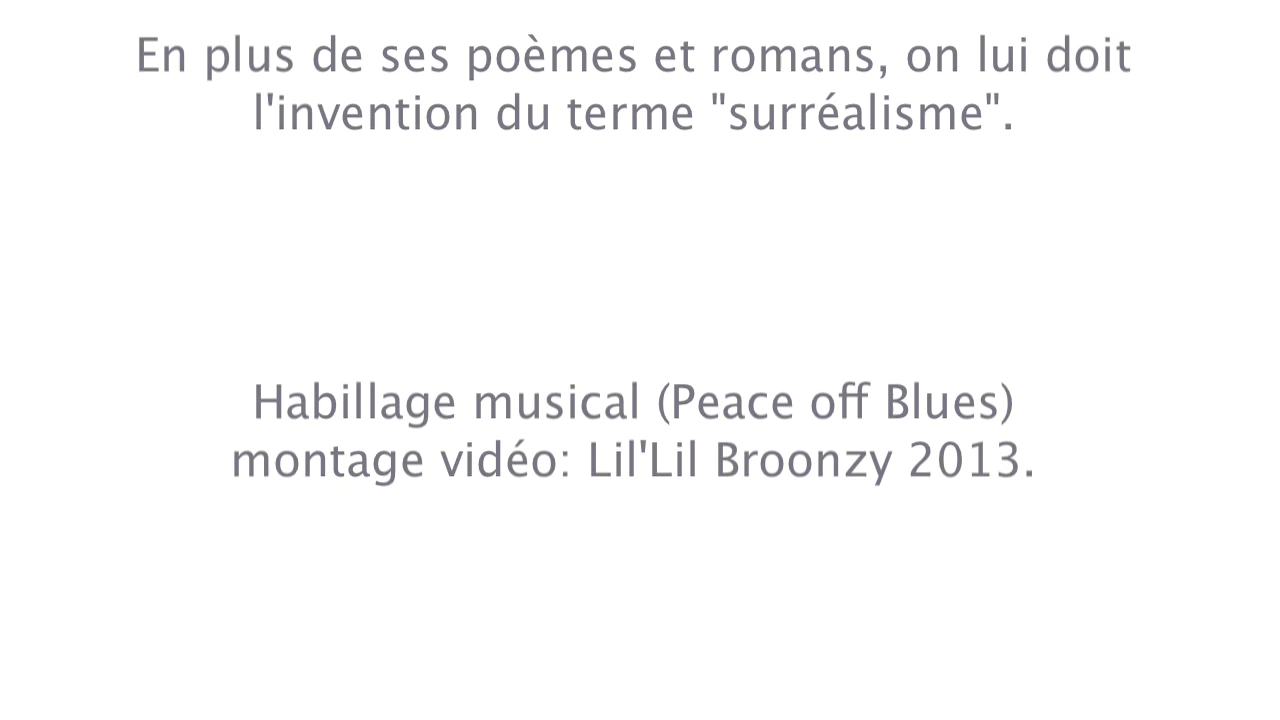 En plus de ses poèmes et romans, on lui doit
l'invention du terme "surréalisme".
Habillage musical (Peace off Blues)
montage vidéo: Lil'Lil Broonzy 2013.